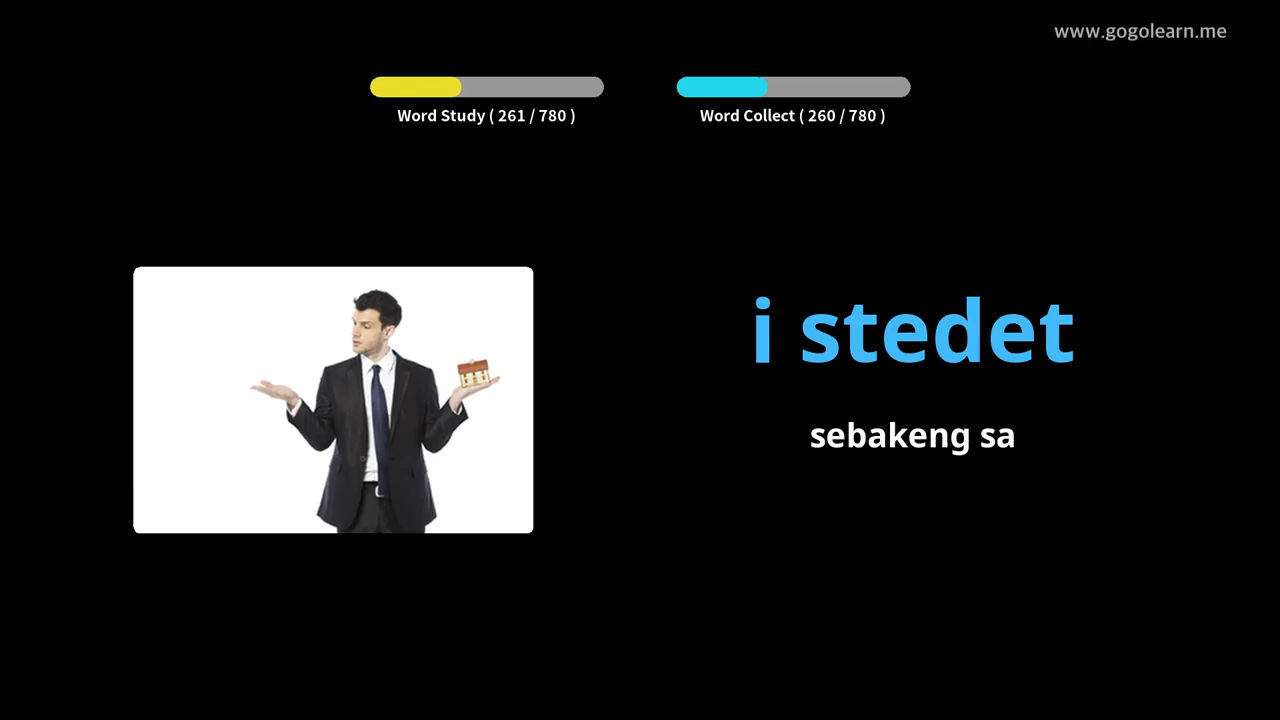 www.gogolearn.me
Word Study ( 261 / 780 )
Word Collect ( 260 / 780 )
i stedet
sebakeng sa